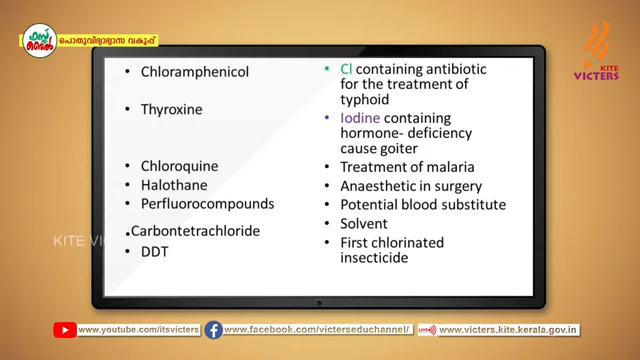 ഫസ്റ്റ് ബെൽ
പൊതുവിദ്യാഭ്യാസ വകുപ്പ്
KITE
VICTERS
• Chloramphenicol
• Thyroxine
• Chloroquine
• Halothane
• Perfluorocompounds
.Carbontetrachloride
• DDT
• Cl containing antibiotic
for the treatment of
typhoid
• Iodine containing
hormone- deficiency
cause goiter
• Treatment of malaria
• Anaesthetic in surgery
• Potential blood substitute
• Solvent
• First chlorinated
insecticide
KITE VIC
www.youtube.com/itsvicters
www.facebook.com/victerseduchannel/
LIVE
www.victers.kite.kerala.gov.in